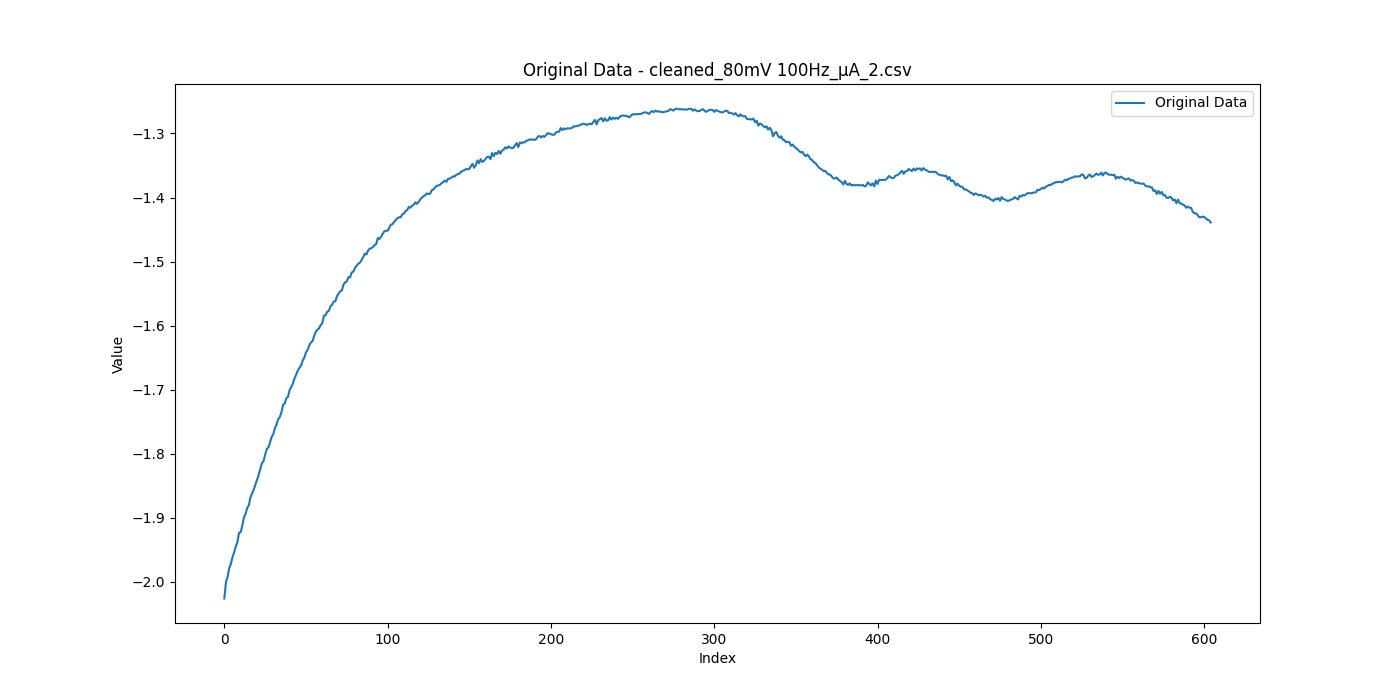 Original Data - cleaned_80mV 100Hz_μA_2.csv
Original Data
−1.3
−1.4
−1.5
−1.6
−1.7
−1.8
−1.9
−2.0
Value
0 100 200 300 400 500 600
Index